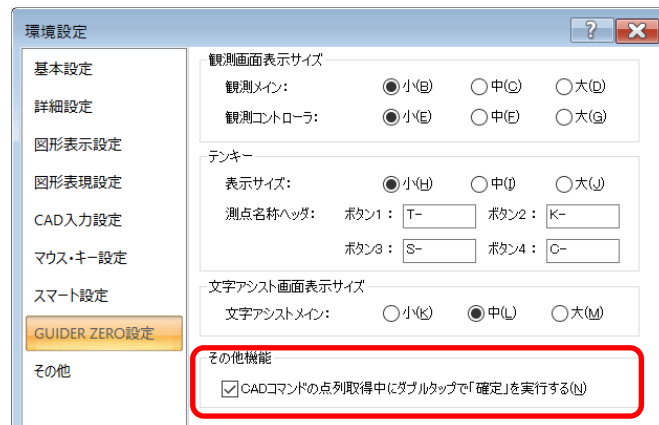 環境設定
基本設定
詳細設定
図形表示設定
図形表現設定
CAD入力設定
マウス・キー設定
スマート設定
GUIDER ZERO設定
その他
観測画面表示サイズ
観測メイン: 小(B) 中(C) 大(D)
観測コントローラ: 小(E) 中(F) 大(G)
テンキー
表示サイズ: 小(H) 中(I) 大(J)
測点名称ヘッダ: ボタン1: T- ボタン2: K-
ボタン3: S- ボタン4: C-
文字アシスト画面表示サイズ
文字アシストメイン: 小(K) 中(L) 大(M)
その他機能
CADコマンドの点列取得中にダブルタップで「確定」を実行する(N)